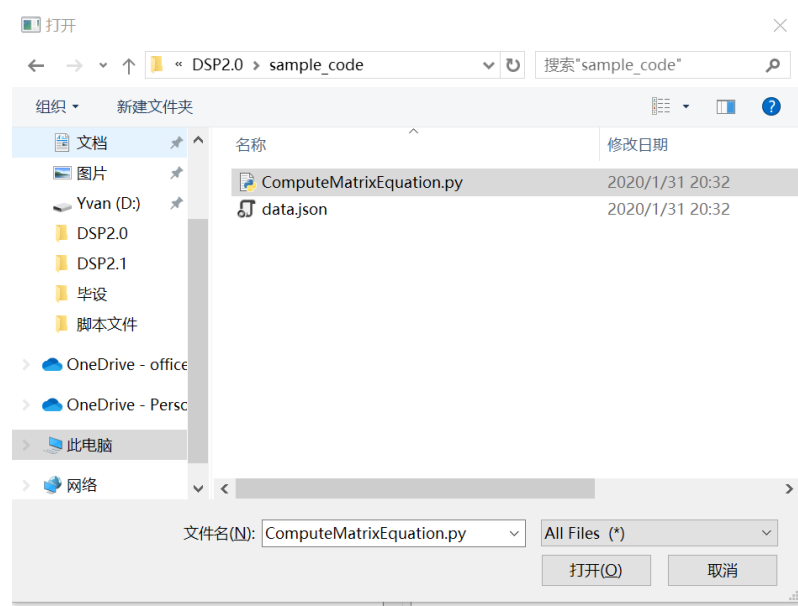 打开
« DSP2.0 > sample_code
搜索"sample_code"
组织
新建文件夹
文档
图片
Yvan (D:)
DSP2.0
DSP2.1
毕设
脚本文件
OneDrive - office
OneDrive - Perso
此电脑
网络
名称 修改日期
ComputeMatrixEquation.py 2020/1/31 20:32
data.json 2020/1/31 20:32
文件名(N): ComputeMatrixEquation.py
All Files (*)
打开(O)
取消